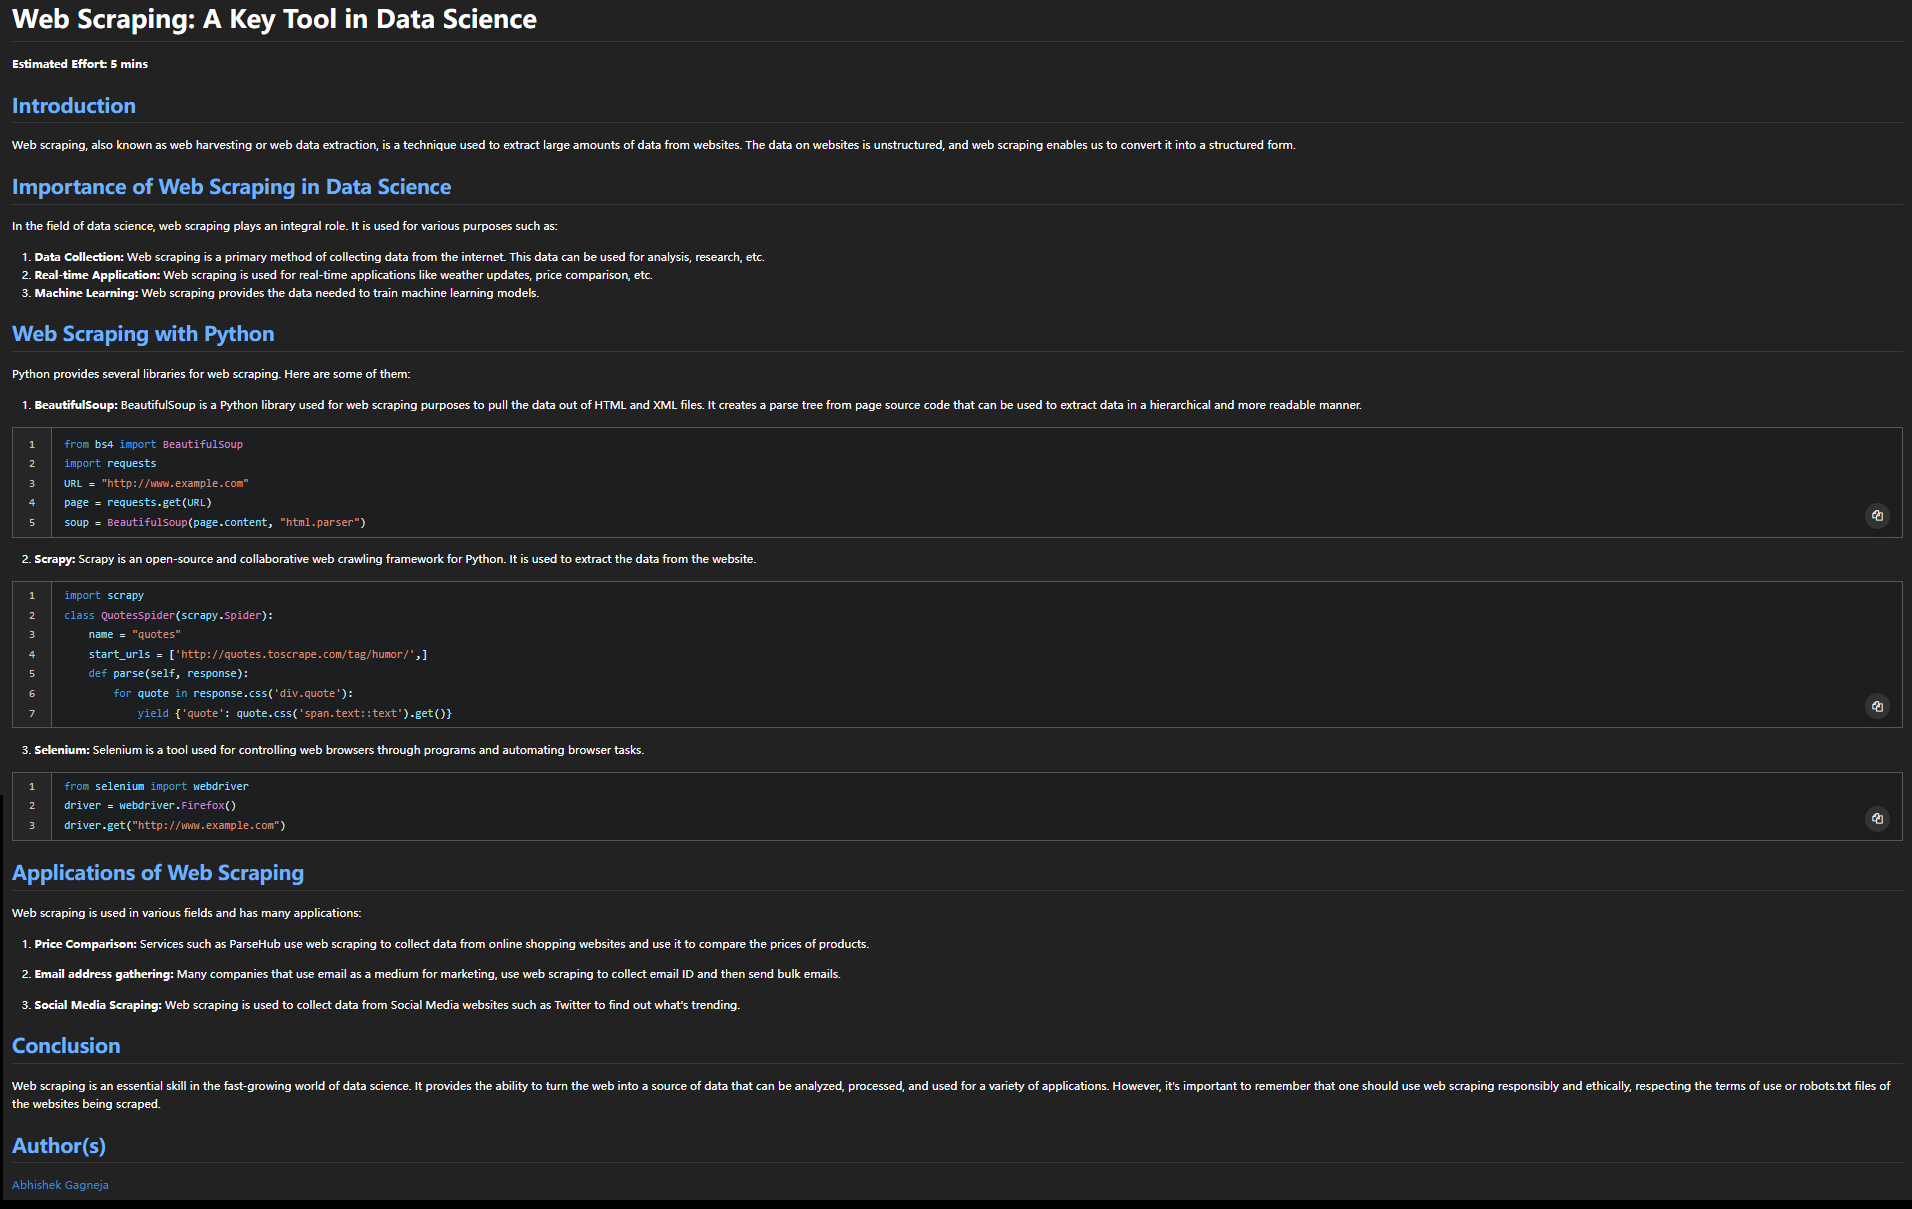 Web Scraping: A Key Tool in Data Science
Estimated Effort: 5 mins
Introduction
Web scraping, also known as web harvesting or web data extraction, is a technique used to extract large amounts of data from websites. The data on websites is unstructured, and web scraping enables us to convert it into a structured form.
Importance of Web Scraping in Data Science
In the field of data science, web scraping plays an integral role. It is used for various purposes such as:
1. Data Collection: Web scraping is a primary method of collecting data from the internet. This data can be used for analysis, research, etc.
2. Real-time Application: Web scraping is used for real-time applications like weather updates, price comparison, etc.
3. Machine Learning: Web scraping provides the data needed to train machine learning models.
Web Scraping with Python
Python provides several libraries for web scraping. Here are some of them:
1. BeautifulSoup: BeautifulSoup is a Python library used for web scraping purposes to pull the data out of HTML and XML files. It creates a parse tree from page source code that can be used to extract data in a hierarchical and more readable manner.
1 from bs4 import BeautifulSoup
2 import requests
3 URL = "http://www.example.com"
4 page = requests.get(URL)
5 soup = BeautifulSoup(page.content, "html.parser")
2. Scrapy: Scrapy is an open-source and collaborative web crawling framework for Python. It is used to extract the data from the website.
1 import scrapy
2 class QuotesSpider(scrapy.Spider):
3     name = "quotes"
4     start_urls = ['http://quotes.toscrape.com/tag/humor/',]
5     def parse(self, response):
6         for quote in response.css('div.quote'):
7             yield {'quote': quote.css('span.text::text').get()}
3. Selenium: Selenium is a tool used for controlling web browsers through programs and automating browser tasks.
1 from selenium import webdriver
2 driver = webdriver.Firefox()
3 driver.get("http://www.example.com")
Applications of Web Scraping
Web scraping is used in various fields and has many applications:
1. Price Comparison: Services such as ParseHub use web scraping to collect data from online shopping websites and use it to compare the prices of products.
2. Email address gathering: Many companies that use email as a medium for marketing, use web scraping to collect email ID and then send bulk emails.
3. Social Media Scraping: Web scraping is used to collect data from Social Media websites such as Twitter to find out what's trending.
Conclusion
Web scraping is an essential skill in the fast-growing world of data science. It provides the ability to turn the web into a source of data that can be analyzed, processed, and used for a variety of applications. However, it's important to remember that one should use web scraping responsibly and ethically, respecting the terms of use or robots.txt files of
the websites being scraped.
Author(s)
Abhishek Gagneja